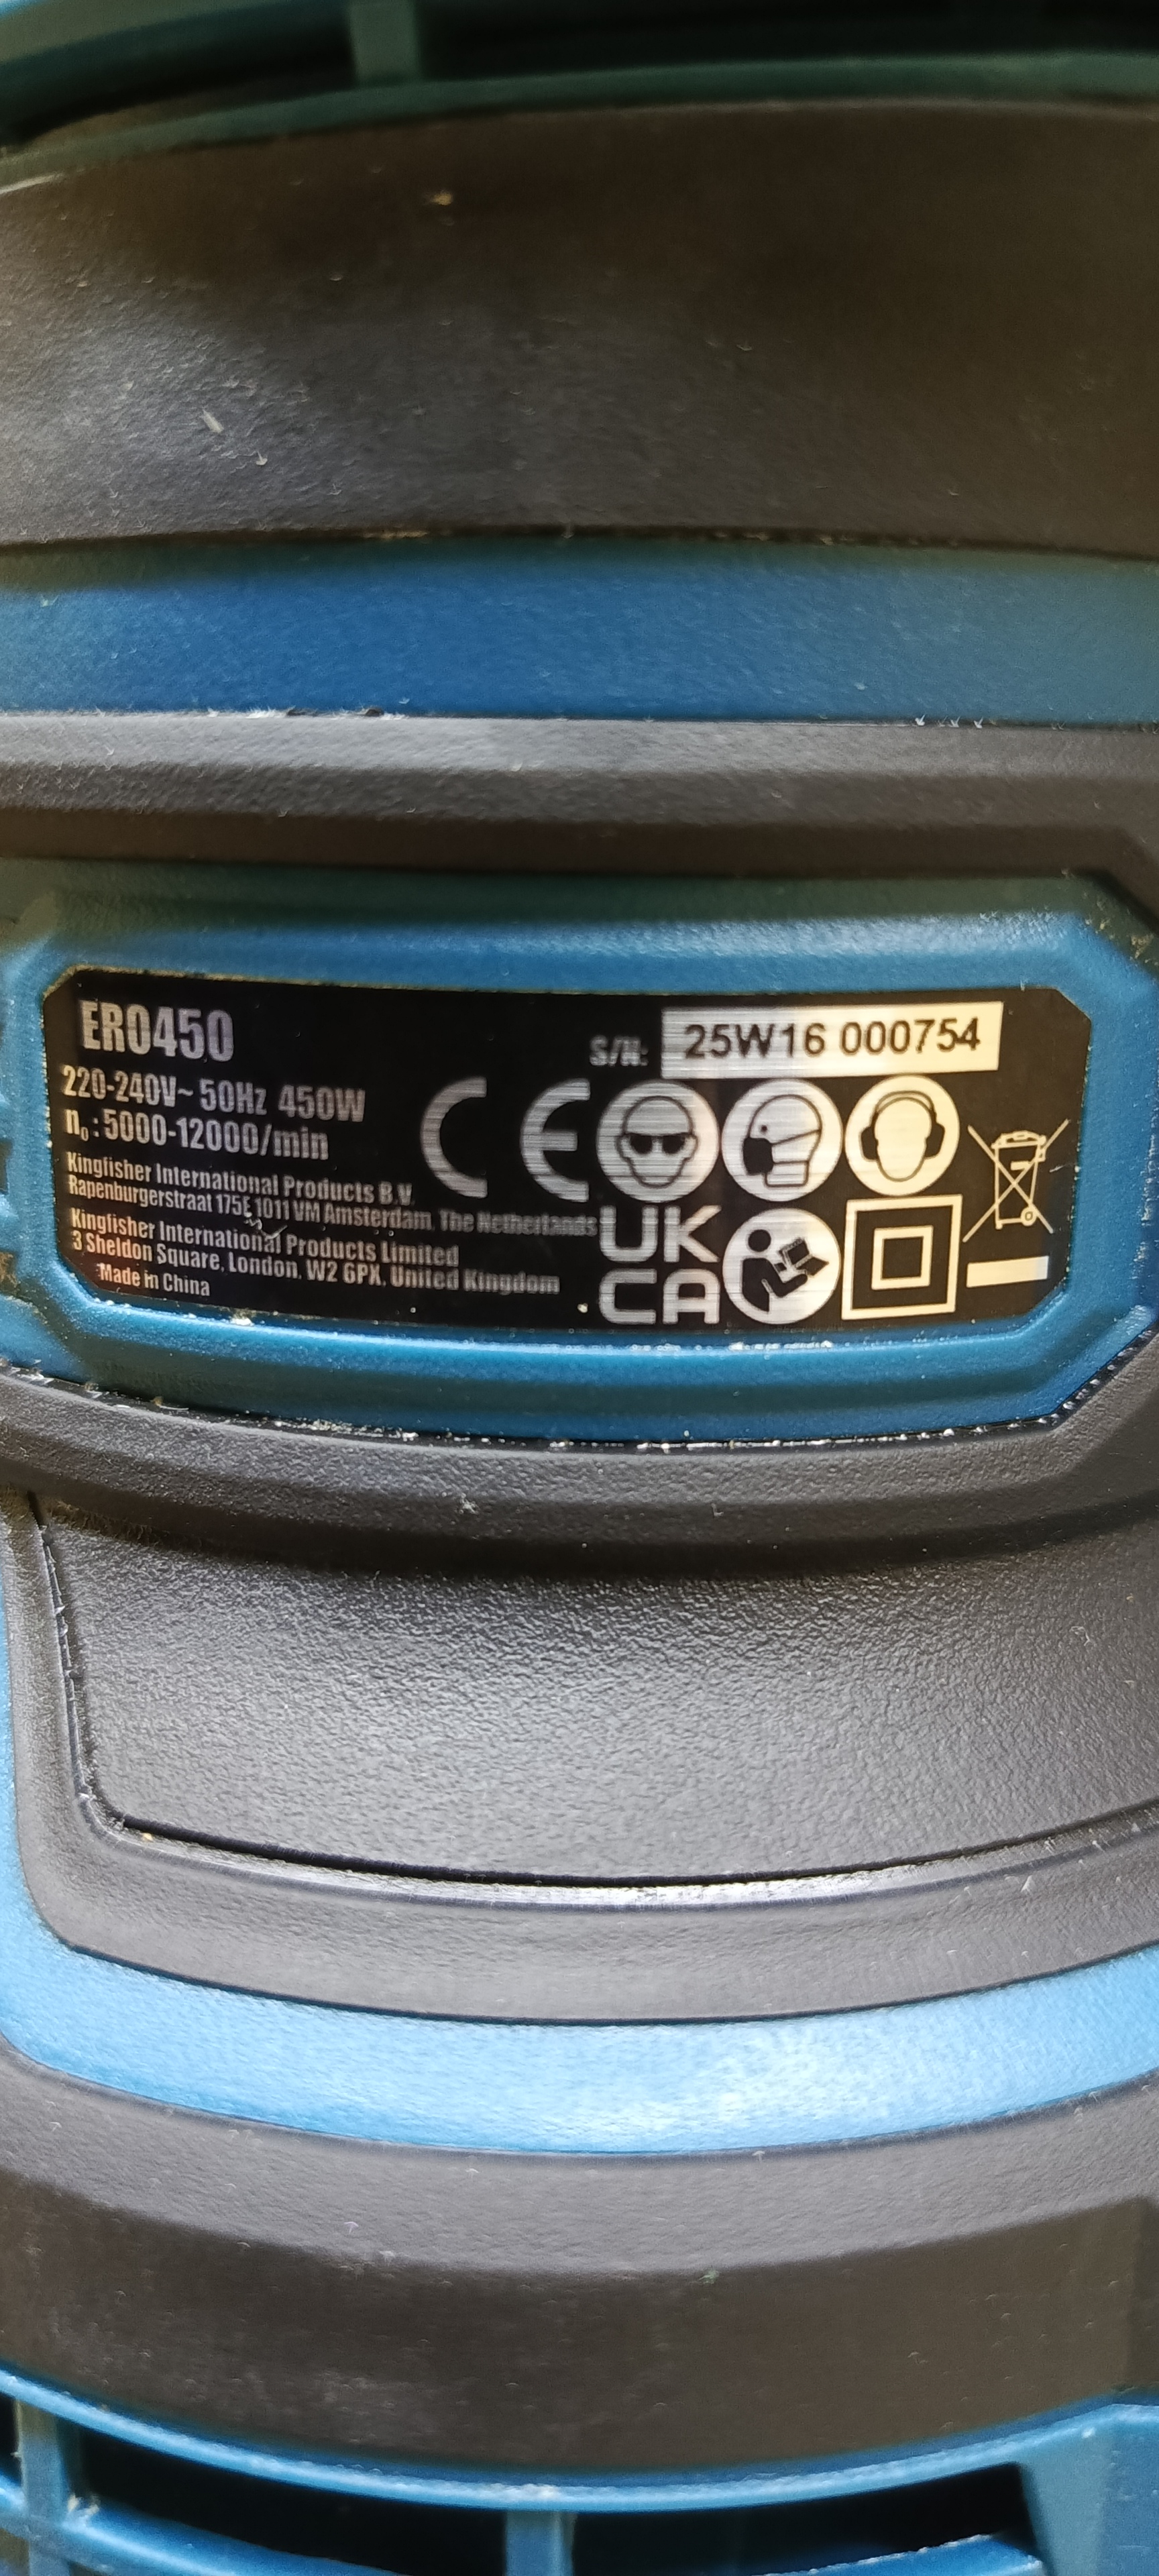 ERO450
S/N: 25W16 000754
220-240V~ 50Hz 450W
n₀: 5000-12000/min
CE
Kingfisher International Products B.V.
Rapenburgerstraat 175E 1011 VM Amsterdam, The Netherlands
Kingfisher International Products Limited
3 Sheldon Square, London, W2 6PX, United Kingdom
Made in China
UK
CA